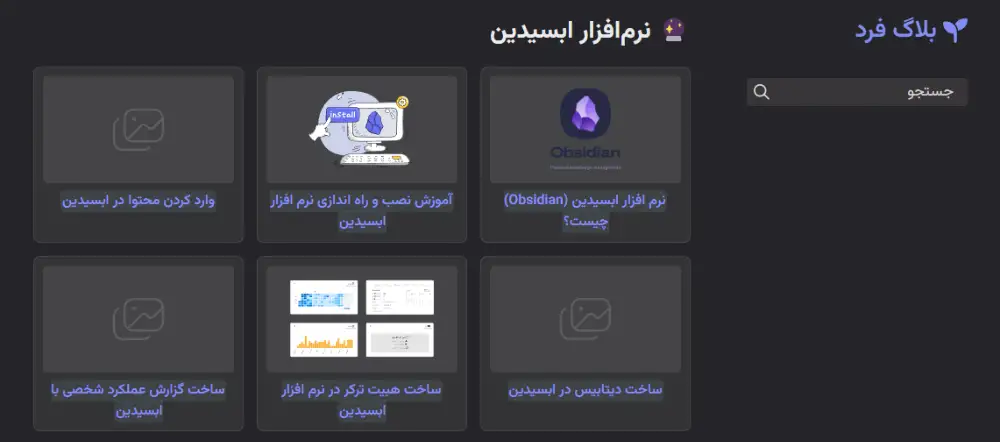 بلاگ فرد
جستجو
نرم‌افزار ابسیدین
Obsidian
نرم افزار ابسیدین (Obsidian)
چیست؟
install
آموزش نصب و راه اندازی نرم افزار
ابسیدین
وارد کردن محتوا در ابسیدین
ساخت دیتابیس در ابسیدین
ساخت هبیت ترکر در نرم افزار
ابسیدین
ساخت گزارش عملکرد شخصی با
ابسیدین